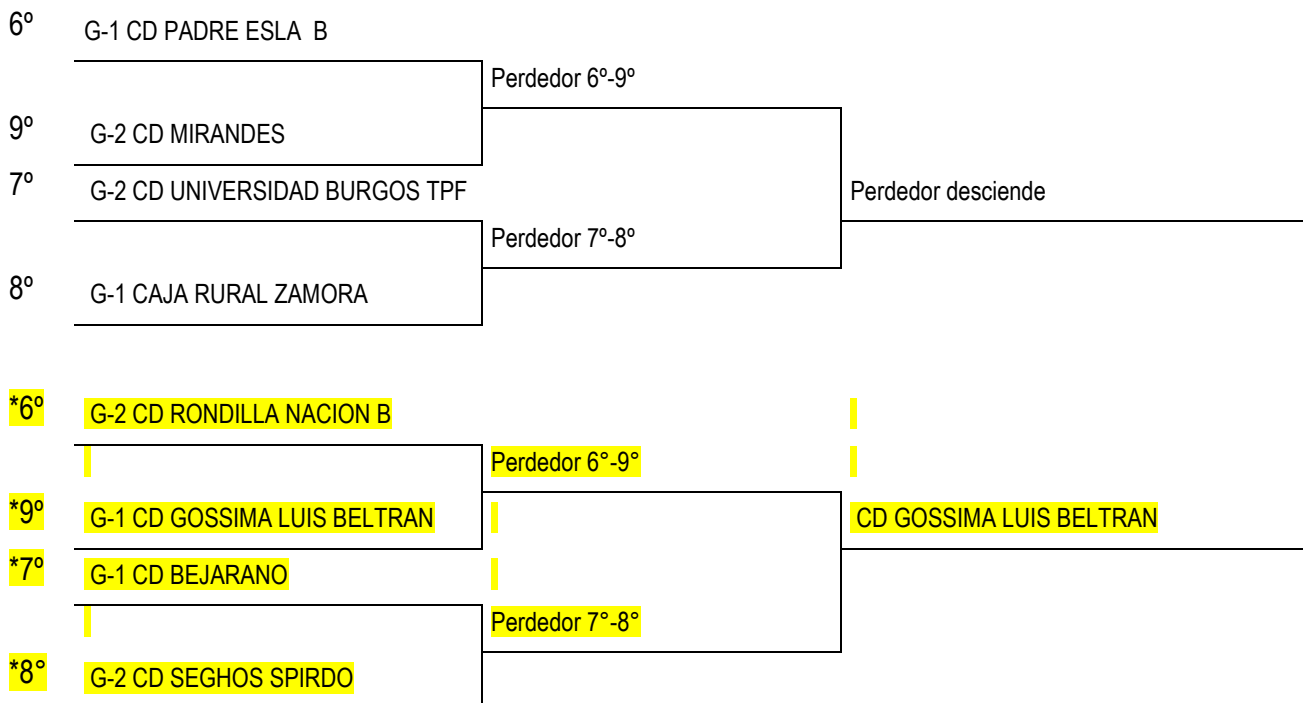 6º G-1 CD PADRE ESLA B
Perdedor 6º-9º
9º G-2 CD MIRANDES
7º G-2 CD UNIVERSIDAD BURGOS TPF Perdedor desciende
Perdedor 7º-8º
8º G-1 CAJA RURAL ZAMORA
*6º G-2 CD RONDILLA NACION B
Perdedor 6°-9°
*9º G-1 CD GOSSIMA LUIS BELTRAN CD GOSSIMA LUIS BELTRAN
*7º G-1 CD BEJARANO
Perdedor 7°-8°
*8° G-2 CD SEGHOS SPIRDO